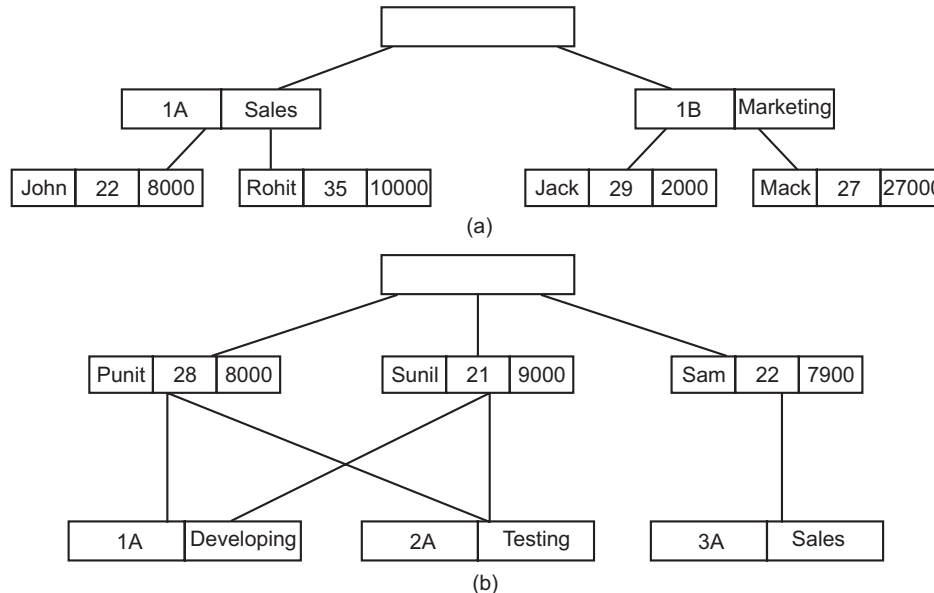 1A Sales 1B Marketing
John 22 8000 Rohit 35 10000 Jack 29 2000 Mack 27 27000
(a)
Punit 28 8000 Sunil 21 9000 Sam 22 7900
1A Developing 2A Testing 3A Sales
(b)